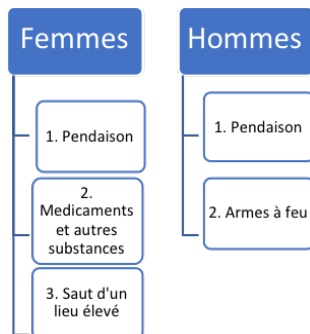 Femmes
1. Pendaison
2.
Medicaments
et autres
substances
3. Saut d'un
lieu élevé
Hommes
1. Pendaison
2. Armes à feu